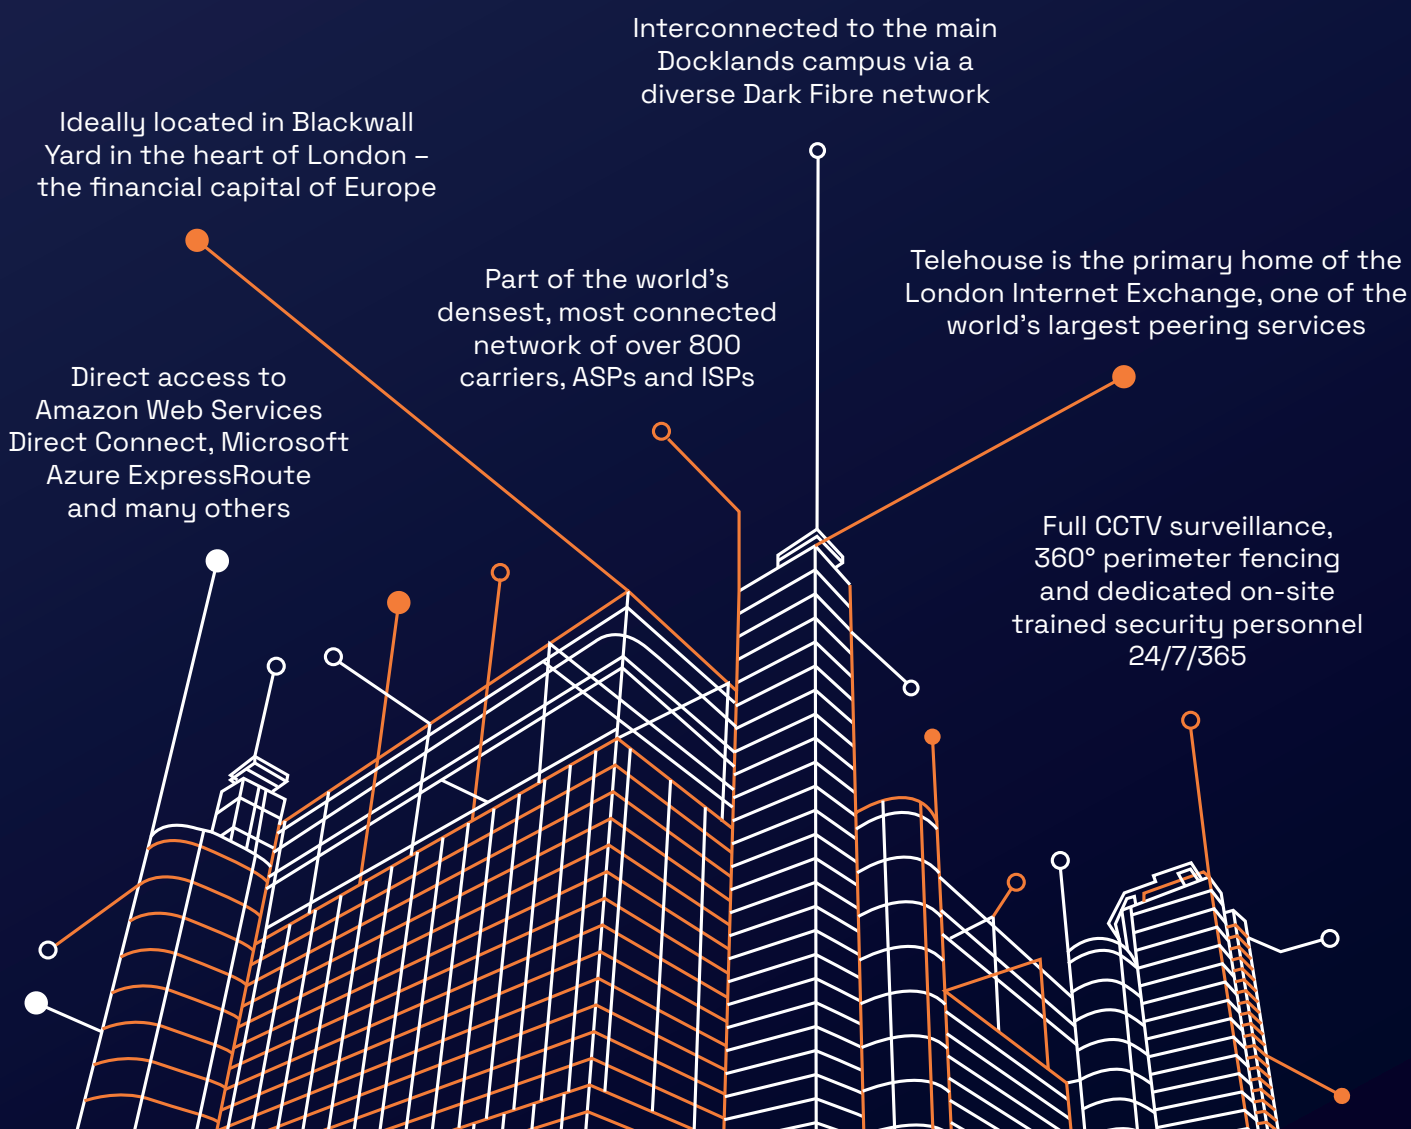 Interconnected to the main
Docklands campus via a
diverse Dark Fibre network
Ideally located in Blackwall
Yard in the heart of London –
the financial capital of Europe
Part of the world’s
densest, most connected
network of over 800
carriers, ASPs and ISPs
Telehouse is the primary home of the
London Internet Exchange, one of the
world’s largest peering services
Direct access to
Amazon Web Services
Direct Connect, Microsoft
Azure ExpressRoute
and many others
Full CCTV surveillance,
360° perimeter fencing
and dedicated on-site
trained security personnel
24/7/365